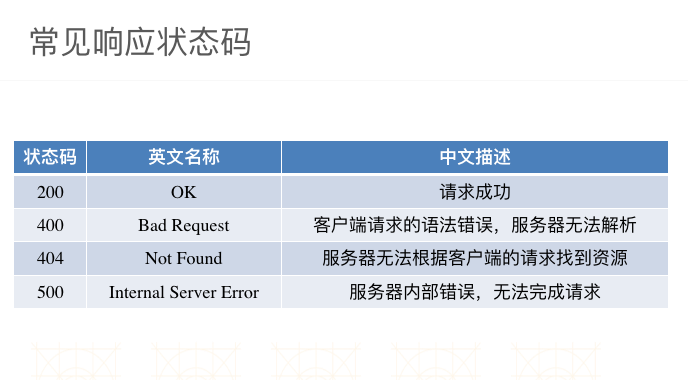 常见响应状态码
状态码 英文名称 中文描述
200 OK 请求成功
400 Bad Request 客户端请求的语法错误，服务器无法解析
404 Not Found 服务器无法根据客户端的请求找到资源
500 Internal Server Error 服务器内部错误，无法完成请求